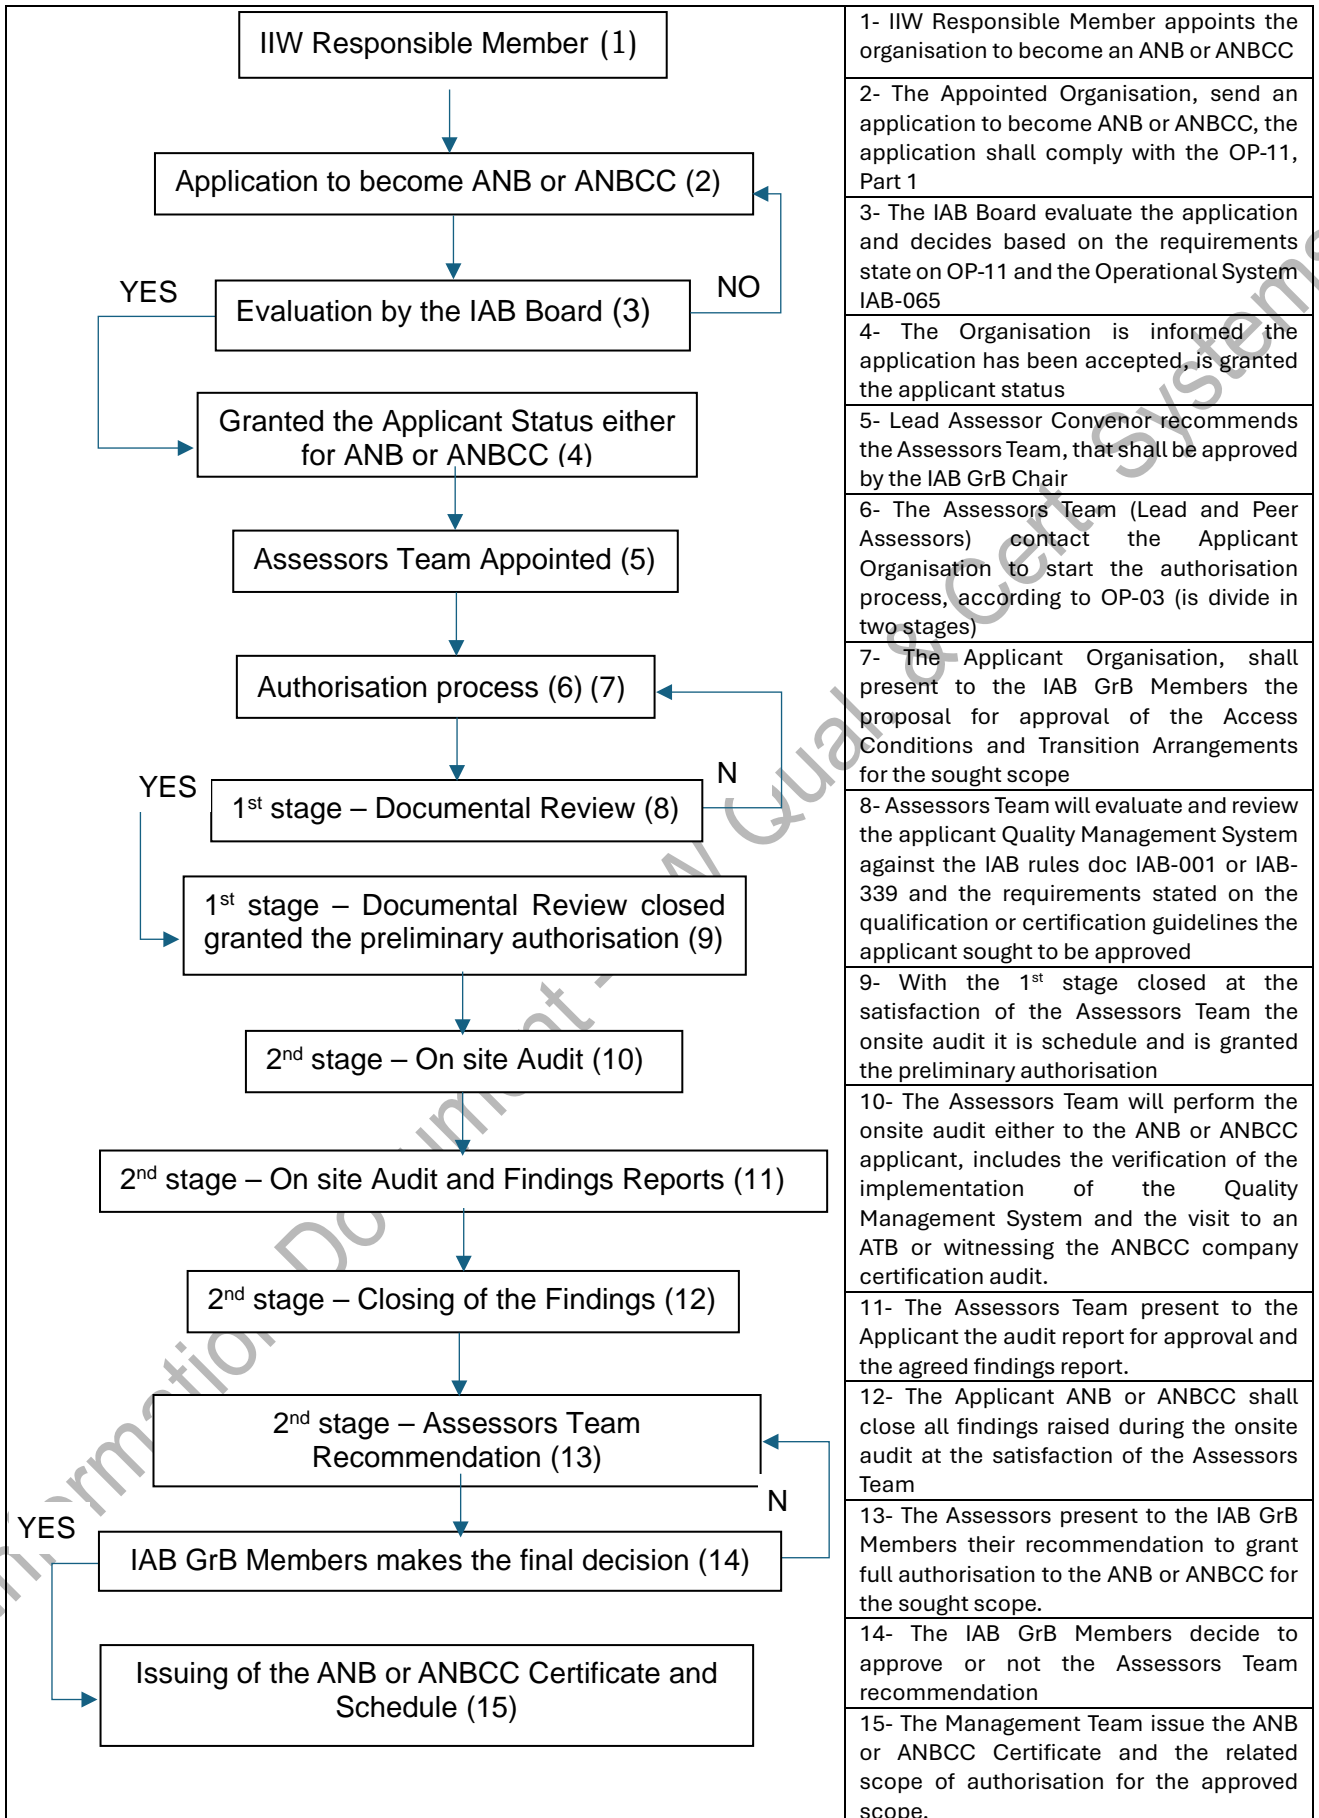 IIW Responsible Member (1)
Application to become ANB or ANBCC (2)
YES
NO
Evaluation by the IAB Board (3)
Granted the Applicant Status either
for ANB or ANBCC (4)
Assessors Team Appointed (5)
Authorisation process (6) (7)
YES
N
1st stage – Documental Review (8)
1st stage – Documental Review closed
granted the preliminary authorisation (9)
2nd stage – On site Audit (10)
2nd stage – On site Audit and Findings Reports (11)
2nd stage – Closing of the Findings (12)
2nd stage – Assessors Team
Recommendation (13)
N
YES
IAB GrB Members makes the final decision (14)
Issuing of the ANB or ANBCC Certificate and
Schedule (15)
1- IIW Responsible Member appoints the
organisation to become an ANB or ANBCC
2- The Appointed Organisation, send an
application to become ANB or ANBCC, the
application shall comply with the OP-11,
Part 1
3- The IAB Board evaluate the application
and decides based on the requirements
state on OP-11 and the Operational System
IAB-065
4- The Organisation is informed the
application has been accepted, is granted
the applicant status
5- Lead Assessor Convenor recommends
the Assessors Team, that shall be approved
by the IAB GrB Chair
6- The Assessors Team (Lead and Peer
Assessors) contact the Applicant
Organisation to start the authorisation
process, according to OP-03 (is divide in
two stages)
7- The Applicant Organisation, shall
present to the IAB GrB Members the
proposal for approval of the Access
Conditions and Transition Arrangements
for the sought scope
8- Assessors Team will evaluate and review
the applicant Quality Management System
against the IAB rules doc IAB-001 or IAB-
339 and the requirements stated on the
qualification or certification guidelines the
applicant sought to be approved
9- With the 1st stage closed at the
satisfaction of the Assessors Team the
onsite audit it is schedule and is granted
the preliminary authorisation
10- The Assessors Team will perform the
onsite audit either to the ANB or ANBCC
applicant, includes the verification of the
implementation of the Quality
Management System and the visit to an
ATB or witnessing the ANBCC company
certification audit.
11- The Assessors Team present to the
Applicant the audit report for approval and
the agreed findings report.
12- The Applicant ANB or ANBCC shall
close all findings raised during the onsite
audit at the satisfaction of the Assessors
Team
13- The Assessors present to the IAB GrB
Members their recommendation to grant
full authorisation to the ANB or ANBCC for
the sought scope.
14- The IAB GrB Members decide to
approve or not the Assessors Team
recommendation
15- The Management Team issue the ANB
or ANBCC Certificate and the related
scope of authorisation for the approved
scope.
Qual. & Cert. Systems